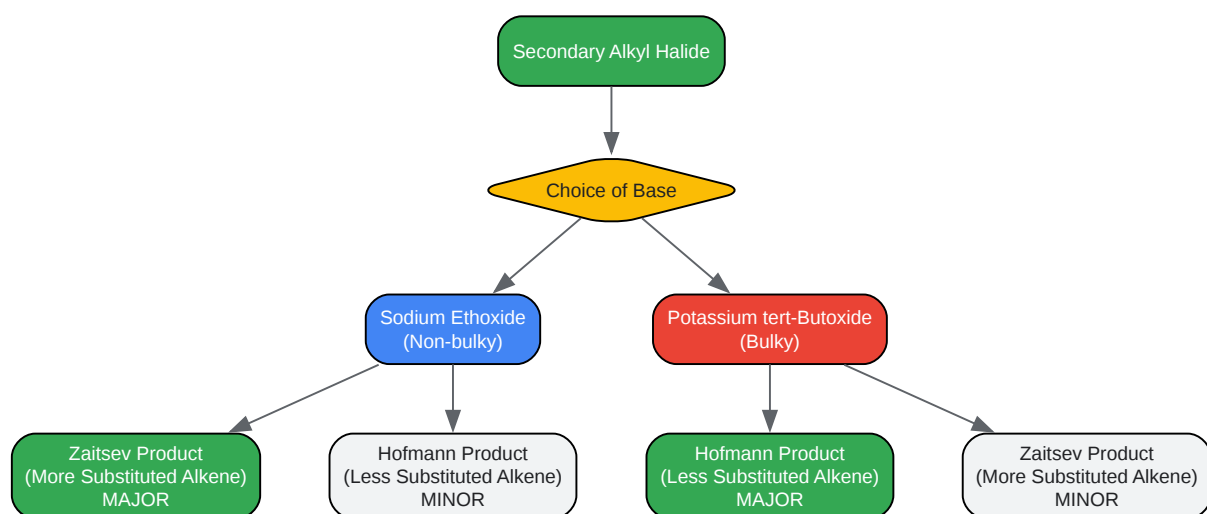 Secondary Alkyl Halide
Choice of Base
Sodium Ethoxide
(Non-bulky)
Potassium tert-Butoxide
(Bulky)
Zaitsev Product
(More Substituted Alkene)
MAJOR
Hofmann Product
(Less Substituted Alkene)
MINOR
Hofmann Product
(Less Substituted Alkene)
MAJOR
Zaitsev Product
(More Substituted Alkene)
MINOR